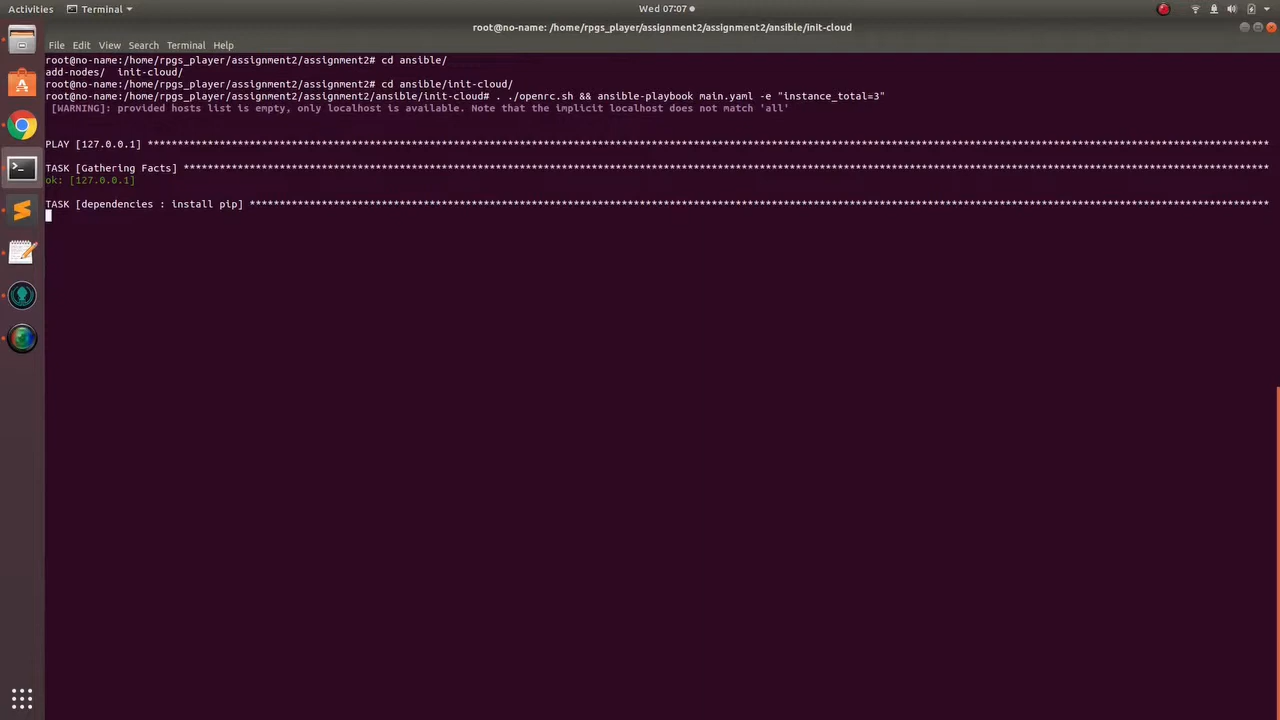 Activities Terminal Wed 07:07
root@no-name: /home/rpgs_player/assignment2/assignment2/ansible/init-cloud
File Edit View Search Terminal Help
root@no-name:/home/rpgs_player/assignment2/assignment2# cd ansible/
add-nodes/  init-cloud/
root@no-name:/home/rpgs_player/assignment2/assignment2# cd ansible/init-cloud/
root@no-name:/home/rpgs_player/assignment2/assignment2/ansible/init-cloud# . ./openrc.sh && ansible-playbook main.yaml -e "instance_total=3"
[WARNING]: provided hosts list is empty, only localhost is available. Note that the implicit localhost does not match 'all'
PLAY [127.0.0.1] *******************************************************************************************************************************************************************************************
TASK [Gathering Facts] *************************************************************************************************************************************************************************************
ok: [127.0.0.1]
TASK [dependencies : install pip] **************************************************************************************************************************************************************************